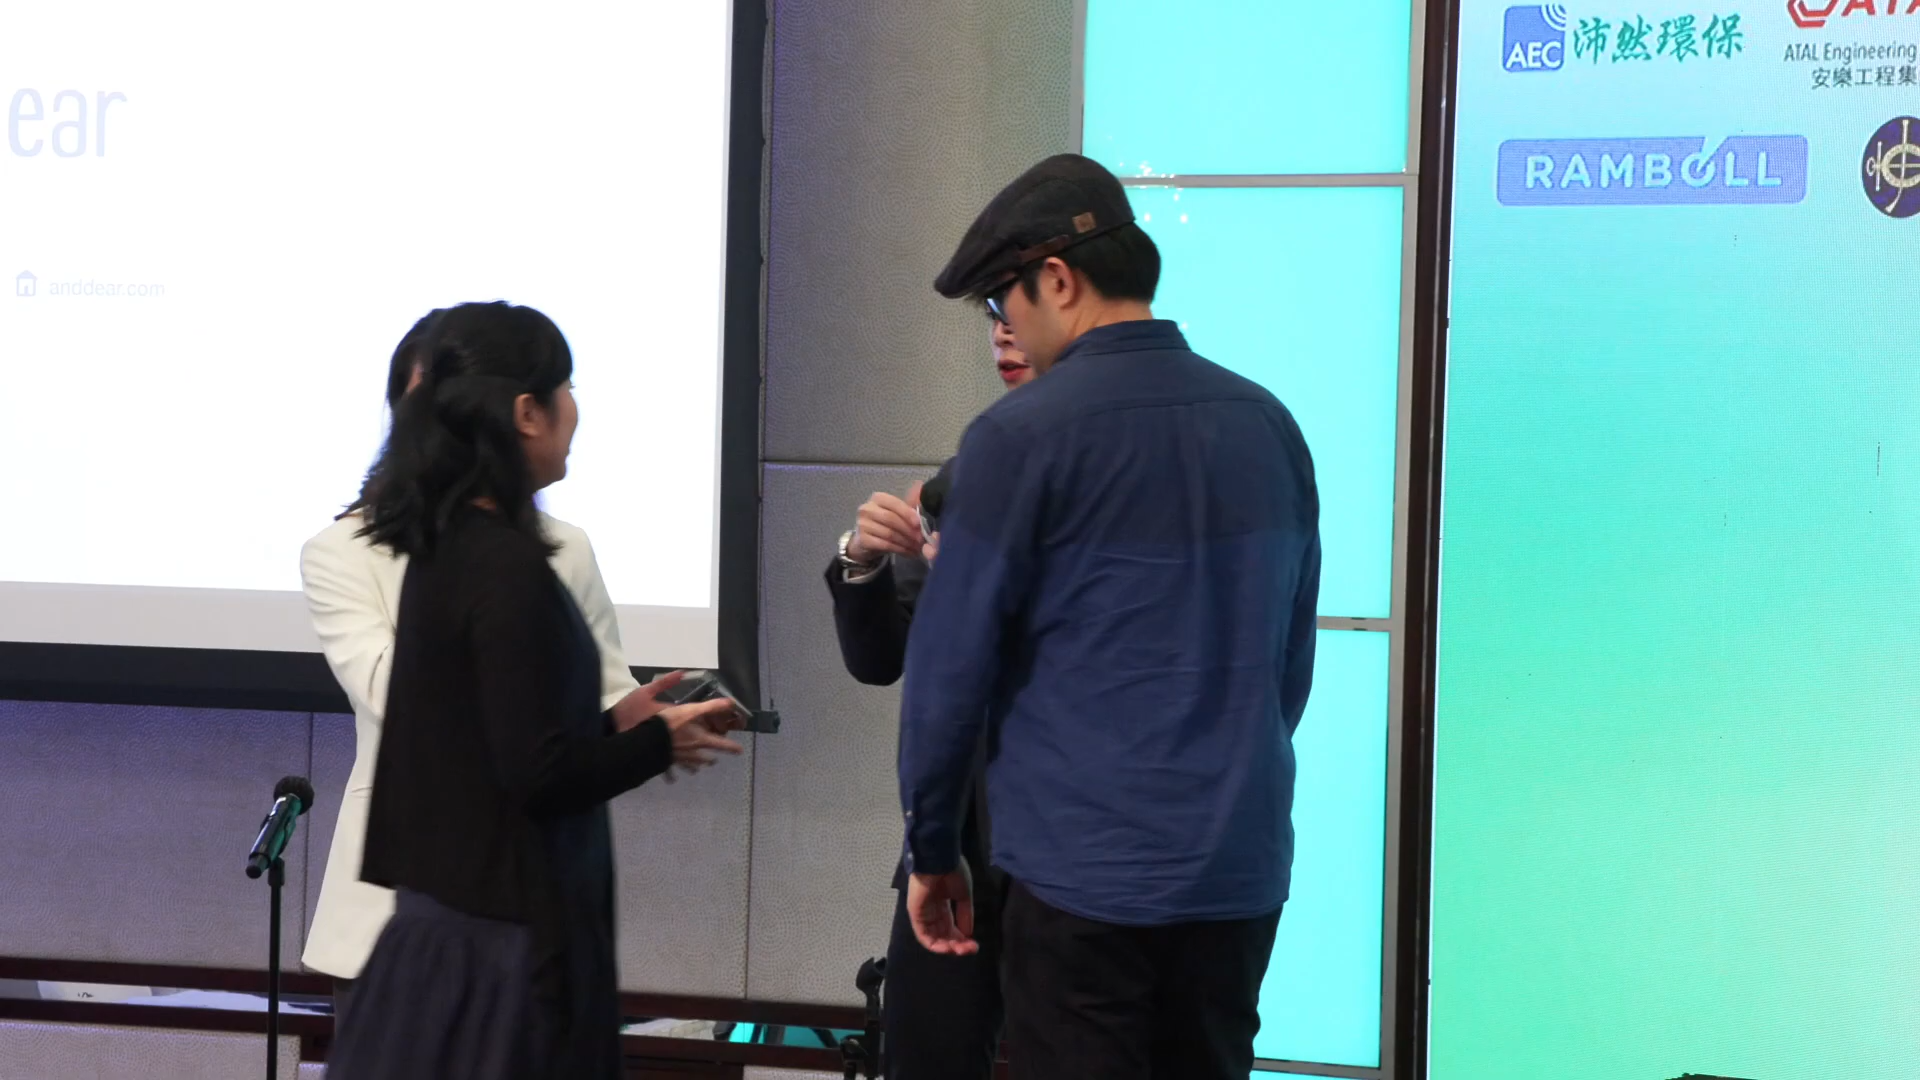 ear
anddear.com
AEC 沛然環保
ATAL Engineering
安樂工程集
RAMBOLL